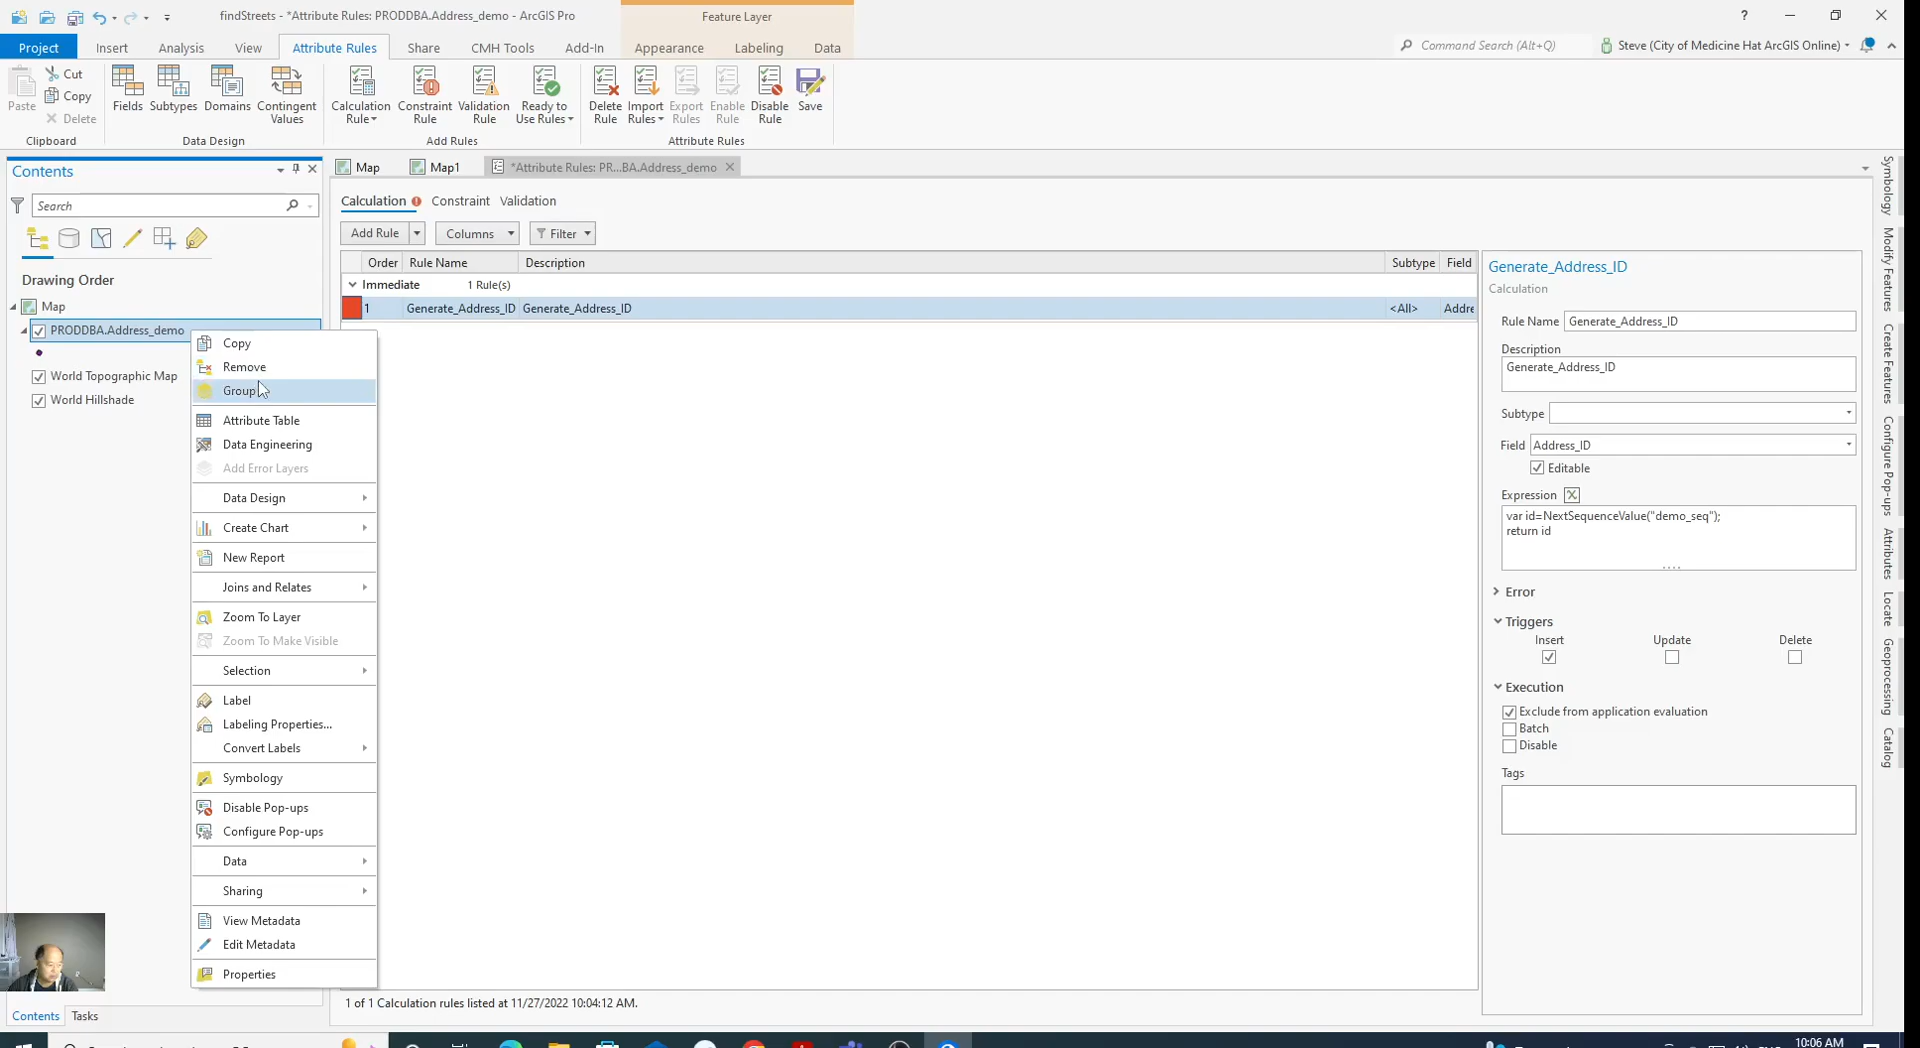 findStreets - *Attribute Rules: PRODDBA.Address_demo - ArcGIS Pro
Feature Layer
?
Project
Insert
Analysis
View
Attribute Rules
Share
CMH Tools
Add-In
Appearance
Labeling
Data
Command Search (Alt+Q)
Steve (City of Medicine Hat ArcGIS Online)
Paste
Cut
Copy
Delete
Clipboard
Fields
Subtypes
Domains
Contingent Values
Data Design
Calculation Rule
Constraint Rule
Validation Rule
Ready to Use Rules
Add Rules
Delete Rule
Import Rules
Export Rules
Enable Rule
Disable Rule
Save
Attribute Rules
Contents
Search
Drawing Order
Map
PRODDBA.Address_demo
World Topographic Map
World Hillshade
Copy
Remove
Group
Attribute Table
Data Engineering
Add Error Layers
Data Design
Create Chart
New Report
Joins and Relates
Zoom To Layer
Zoom To Make Visible
Selection
Label
Labeling Properties...
Convert Labels
Symbology
Disable Pop-ups
Configure Pop-ups
Data
Sharing
View Metadata
Edit Metadata
Properties
Contents
Tasks
Map
Map1
*Attribute Rules: PR...BA.Address_demo
Calculation
Constraint
Validation
Add Rule
Columns
Filter
Order
Rule Name
Description
Subtype
Field
Immediate
1 Rule(s)
1
Generate_Address_ID
Generate_Address_ID
<All>
Addre
1 of 1 Calculation rules listed at 11/27/2022 10:04:12 AM.
Generate_Address_ID
Calculation
Rule Name
Generate_Address_ID
Description
Generate_Address_ID
Subtype
Field
Address_ID
Editable
Expression
var id=NextSequenceValue("demo_seq");
return id
Error
Triggers
Insert
Update
Delete
Execution
Exclude from application evaluation
Batch
Disable
Tags
Symbology
Modify Features
Create Features
Configure Pop-ups
Attributes
Locate
Geoprocessing
Catalog
10:06 AM